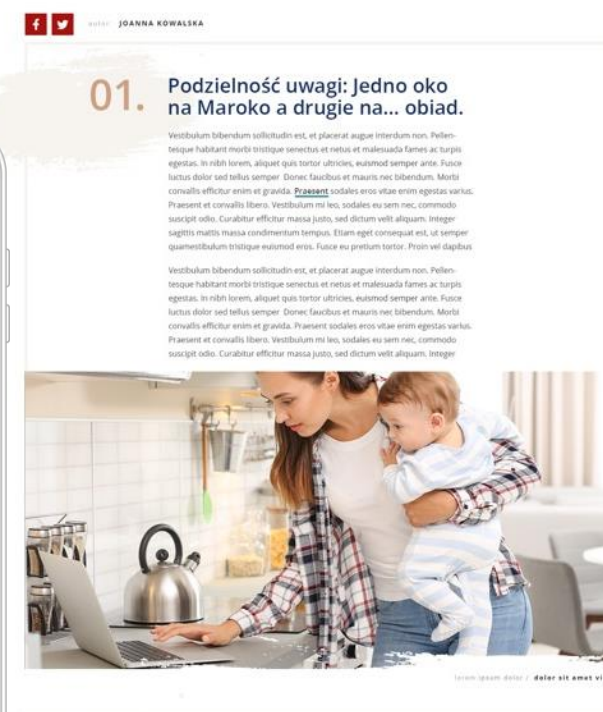 autor JOANNA KOWALSKA
01.
Podzielność uwagi: Jedno oko
na Maroko a drugie na... obiad.
Vestibulum bibendum sollicitudin est, et placerat augue interdum non. Pellen-
tesque habitant morbi tristique senectus et netus et malesuada fames ac turpis
egestas. In nibh lorem, aliquet quis tortor ultricies, euismod semper ante. Fusce
luctus dolor sed tellus semper Donec faucibus et mauris nec bibendum. Morbi
convallis efficitur enim et gravida. Praesent sodales eros vitae enim egestas varius.
Praesent et convallis libero. Vestibulum mi leo, sodales eu sem nec, commodo
suscipit odio. Curabitur efficitur massa justo, sed dictum velit aliquam. Integer
sagittis mattis massa condimentum tempus. Etiam eget consequat est, ut semper
quamestibulum tristique euismod eros. Fusce eu pretium tortor. Proin vel dapibus
Vestibulum bibendum sollicitudin est, et placerat augue interdum non. Pellen-
tesque habitant morbi tristique senectus et netus et malesuada fames ac turpis
egestas. In nibh lorem, aliquet quis tortor ultricies, euismod semper ante. Fusce
luctus dolor sed tellus semper Donec faucibus et mauris nec bibendum. Morbi
convallis efficitur enim et gravida. Praesent sodales eros vitae enim egestas varius.
Praesent et convallis libero. Vestibulum mi leo, sodales eu sem nec, commodo
suscipit odio. Curabitur efficitur massa justo, sed dictum velit aliquam. Integer
lorem ipsum dolor / dolor sit amet vi